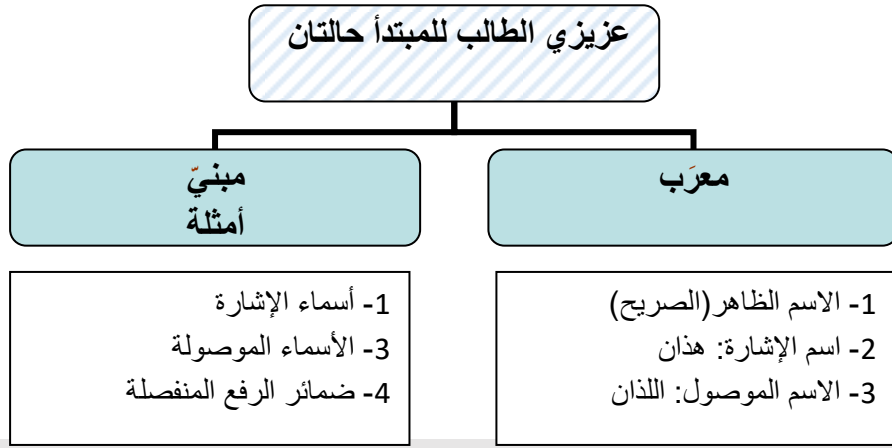 عزيزي الطالب للمبتدأ حالتان
معرَب
1- الاسم الظاهر(الصريح)
2- اسم الإشارة: هذان
3- الاسم الموصول: اللذان
مبنيّ
أمثلة
1- أسماء الإشارة
3- الأسماء الموصولة
4- ضمائر الرفع المنفصلة